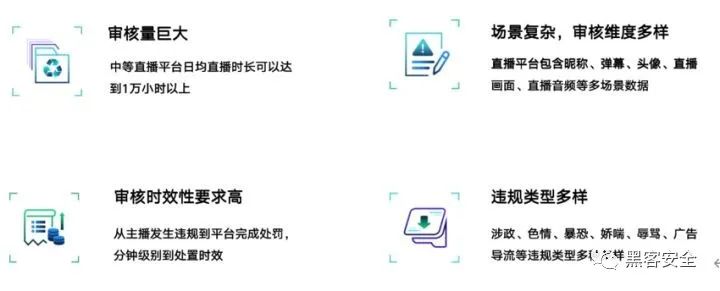 审核量巨大
中等直播平台日均直播时长可以达
到1万小时以上
场景复杂，审核维度多样
直播平台包含昵称、弹幕、头像、直播
画面、直播音频等多场景数据
审核时效性要求高
从主播发生违规到平台完成处罚，
分钟级别到处置时效
违规类型多样
涉政、色情、暴恐、娇喘、辱骂、广告
导流等违规类型多样
黑客安全